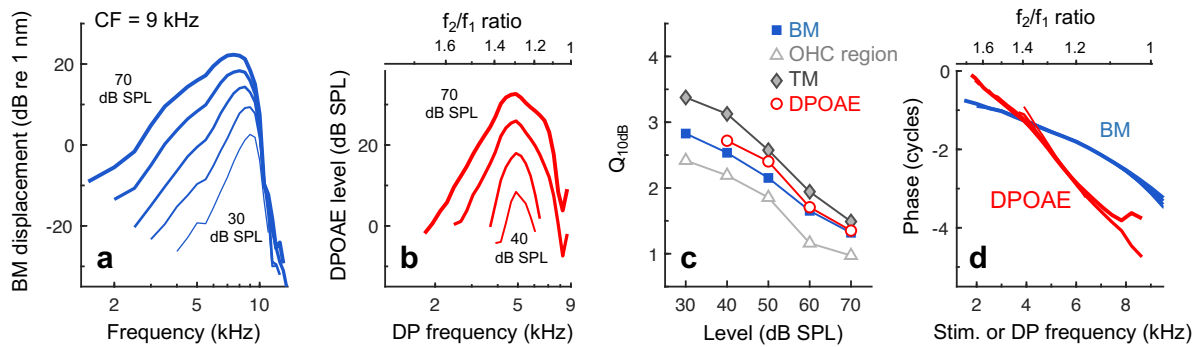 CF = 9 kHz
BM displacement (dB re 1 nm)
20
0
-20
70
dB SPL
30
dB SPL
a
2
5
10
Frequency (kHz)
f2/f1 ratio
1.6
1.4
1.2
1
DPOAE level (dB SPL)
20
0
70
dB SPL
40
dB SPL
b
2
5
9
DP frequency (kHz)
BM
OHC region
TM
DPOAE
Q10dB
4
3
2
1
c
30
40
50
60
70
Level (dB SPL)
f2/f1 ratio
1.6
1.4
1.2
1
Phase (cycles)
0
-2
-4
BM
DPOAE
d
2
4
6
8
Stim. or DP frequency (kHz)